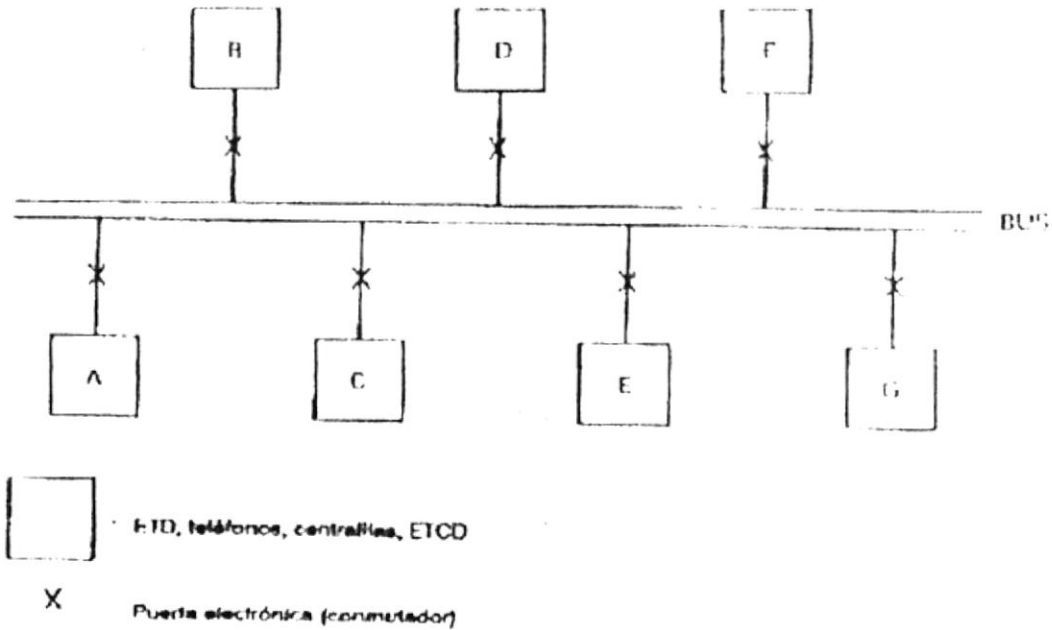 B D F
BUS
A C E G
ETD, teléfonos, centralitas, ETCD
X Puerta electrónica (conmutador)